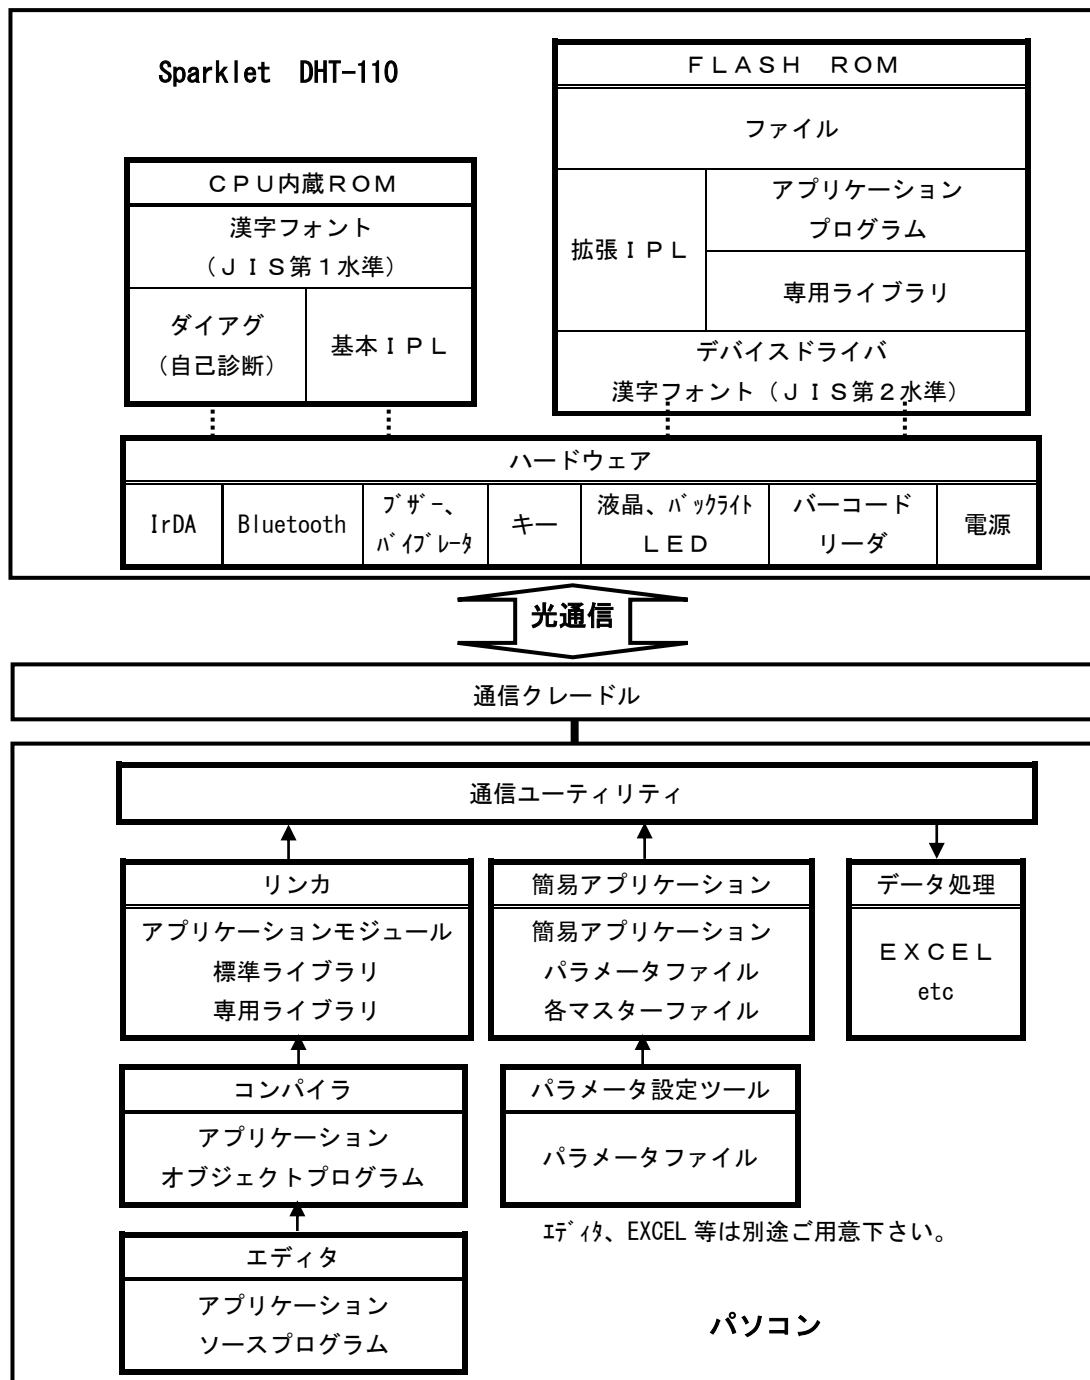 Sparklet DHT-110
ＦＬＡＳＨ ＲＯＭ
ファイル
拡張ＩＰＬ
アプリケーション
プログラム
専用ライブラリ
デバイスドライバ
漢字フォント（ＪＩＳ第２水準）
ＣＰＵ内蔵ＲＯＭ
漢字フォント
（ＪＩＳ第１水準）
ダイアグ
（自己診断）
基本ＩＰＬ
ハードウェア
IrDA
Bluetooth
ﾌﾞｻﾞｰ、
ﾊﾞｲﾌﾞﾚｰﾀ
キー
液晶、ﾊﾞｯｸﾗｲﾄ
ＬＥＤ
バーコード
リーダ
電源
光通信
通信クレードル
通信ユーティリティ
リンカ
アプリケーションモジュール
標準ライブラリ
専用ライブラリ
簡易アプリケーション
簡易アプリケーション
パラメータファイル
各マスターファイル
データ処理
ＥＸＣＥＬ
etc
コンパイラ
アプリケーション
オブジェクトプログラム
パラメータ設定ツール
パラメータファイル
ｴﾃﾞｨﾀ、EXCEL 等は別途ご用意下さい。
エディタ
アプリケーション
ソースプログラム
パソコン